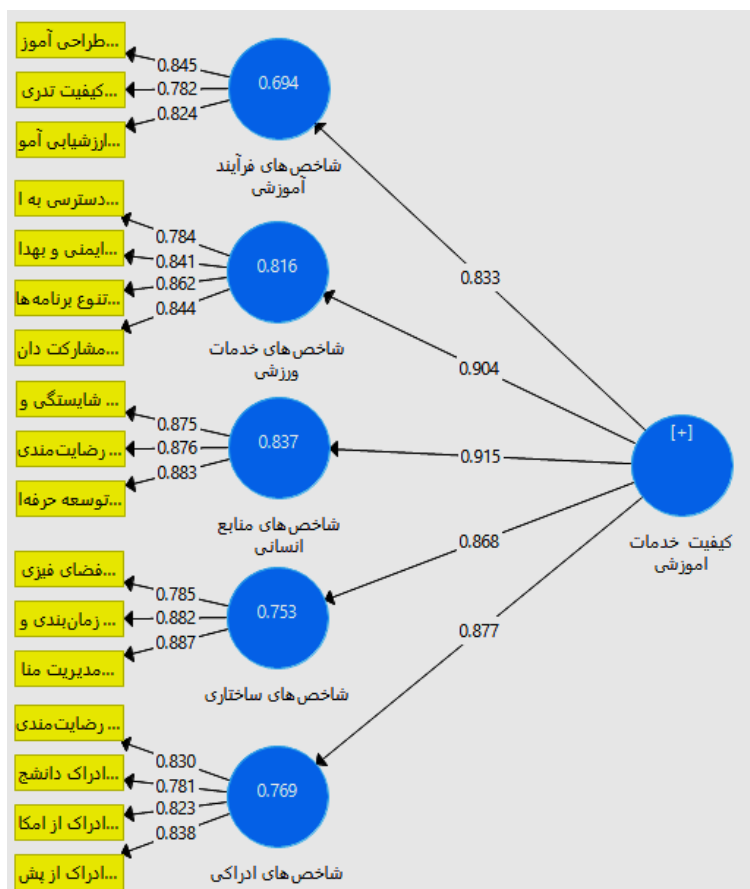 طراحی آموز...
0.845
کیفیت تدری...
0.782
ارزشیابی آمو...
0.824
0.694
شاخص‌های فرآیند
آموزشی
دسترسی به ا...
0.784
ایمنی و بهدا...
0.841
تنوع برنامه‌ها...
0.862
مشارکت دان...
0.844
0.816
شاخص‌های خدمات
ورزشی
شایستگی و ...
0.875
رضایت‌مندی ...
0.876
توسعه حرفه‌ا...
0.883
0.837
شاخص‌های منابع
انسانی
فضای فیزی...
0.785
زمان‌بندی و ...
0.882
مدیریت منا...
0.887
0.753
شاخص‌های ساختاری
رضایت‌مندی ...
0.830
ادراک دانشج...
0.781
ادراک از امکا...
0.823
ادراک از پش...
0.838
0.769
شاخص‌های ادراکی
0.833
0.904
0.915
0.868
0.877
[+]
کیفیت خدمات
اموزشی